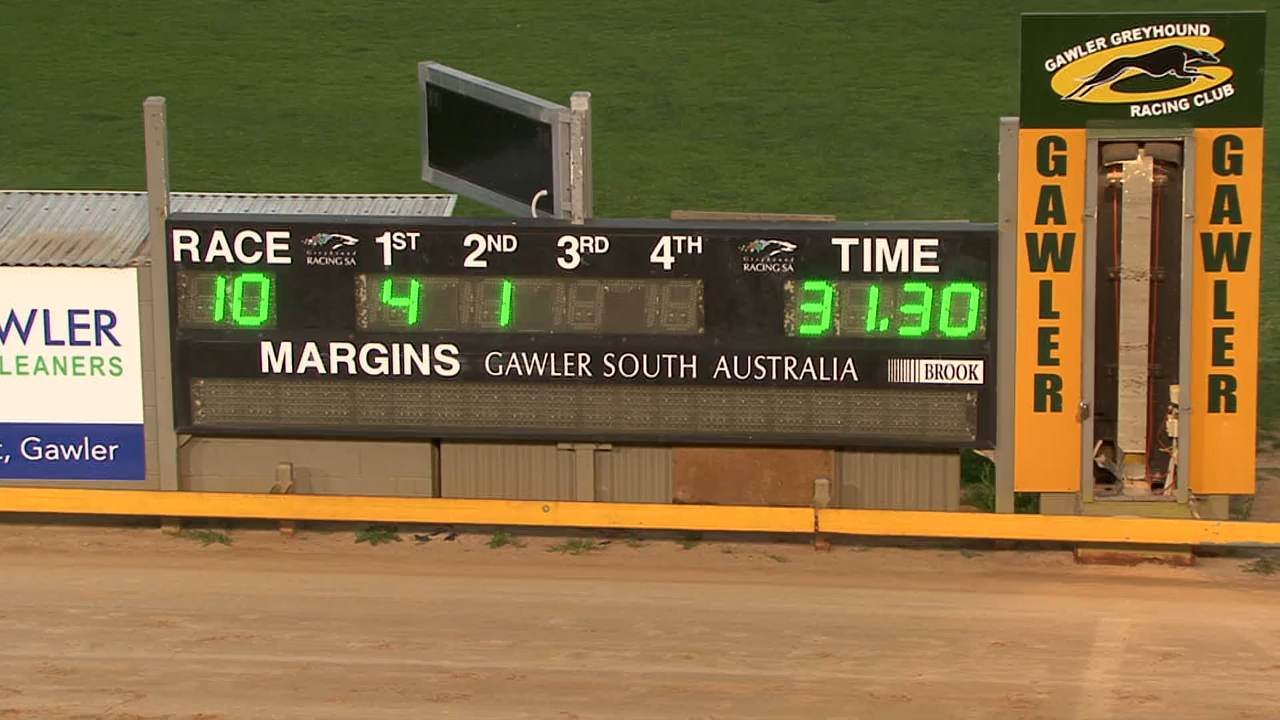 GAWLER GREYHOUND
RACING CLUB
GAWLER
GAWLER
RACE
Greyhound
RACING SA
1ST 2ND 3RD 4TH
Greyhound
RACING SA
TIME
10 4 1 31.30
MARGINS GAWLER SOUTH AUSTRALIA BROOK
WLER
LEANERS
, Gawler